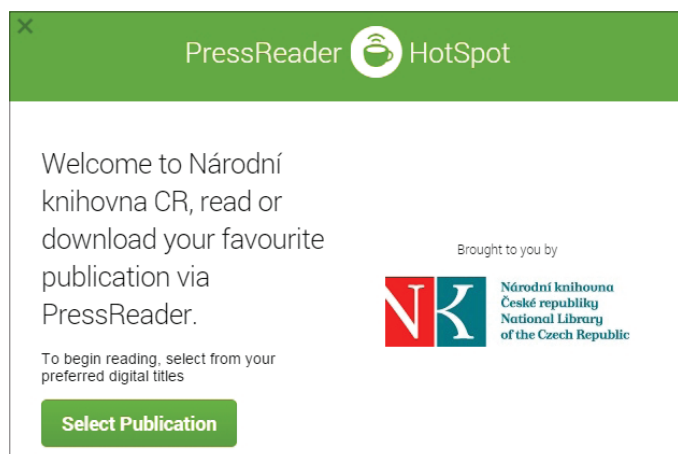 PressReader HotSpot
Welcome to Národní
knihovna CR, read or
download your favourite
publication via
PressReader.
To begin reading, select from your
preferred digital titles
Select Publication
Brought to you by
NK
Národní knihovna
České republiky
National Library
of the Czech Republic